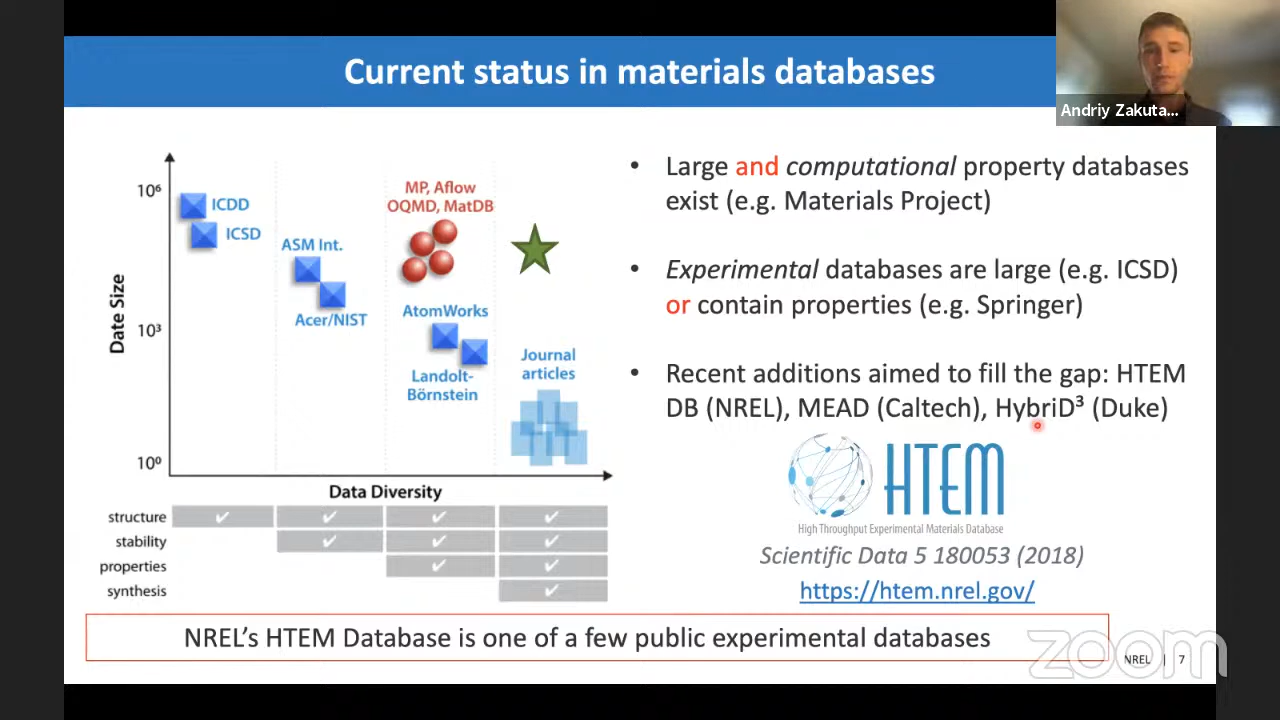 Current status in materials databases
Andriy Zakuta...
10⁶
10³
10⁰
Date Size
ICDD
ICSD
ASM Int.
Acer/NIST
MP, Aflow
OQMD, MatDB
AtomWorks
Landolt-
Börnstein
Journal
articles
Data Diversity
structure ✓ ✓ ✓ ✓
stability ✓ ✓ ✓
properties ✓ ✓
synthesis ✓
• Large and computational property databases
exist (e.g. Materials Project)
• Experimental databases are large (e.g. ICSD)
or contain properties (e.g. Springer)
• Recent additions aimed to fill the gap: HTEM
DB (NREL), MEAD (Caltech), HybriD³ (Duke)
HTEM
High Throughput Experimental Materials Database
Scientific Data 5 180053 (2018)
https://htem.nrel.gov/
NREL's HTEM Database is one of a few public experimental databases
NREL | 7
zoom